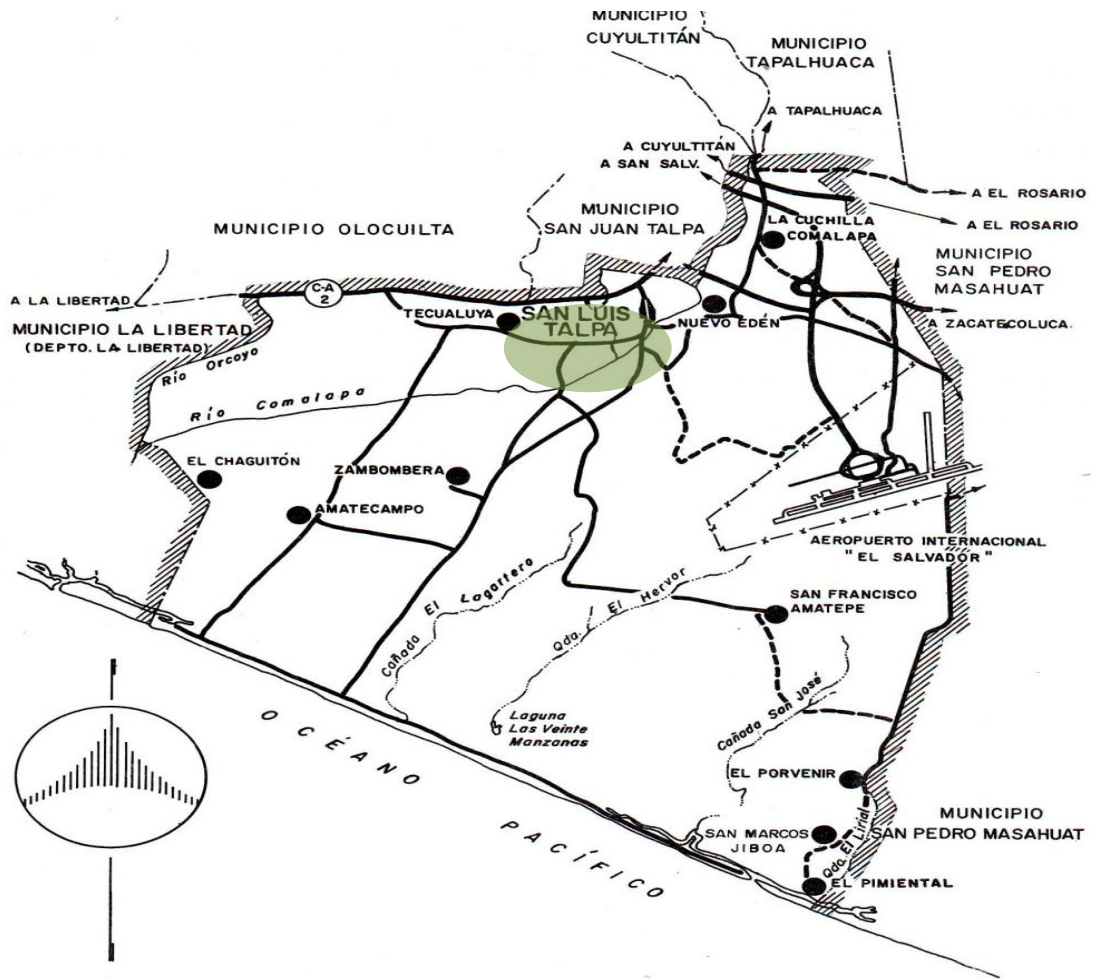 MUNICIPIO
CUYULTITÁN
MUNICIPIO
TAPALHUACA
A TAPALHUACA
A CUYULTITÁN
A SAN SALV.
A EL ROSARIO
A EL ROSARIO
MUNICIPIO OLOCUILTA
MUNICIPIO
SAN JUAN TALPA
LA CUCHILLA
COMALAPA
MUNICIPIO
SAN PEDRO
MASAHUAT
C-A
2
A LA LIBERTAD
MUNICIPIO LA LIBERTAD
(DEPTO. LA LIBERTAD)
TECUALUYA
SAN LUIS
TALPA
NUEVO EDÉN
A ZACATECOLUCA
Río Orcoyo
Río Comalapa
EL CHAGUITÓN
ZAMBOMBERA
AMATECAMPO
AEROPUERTO INTERNACIONAL
"EL SALVADOR"
Cañada El Lagartero
Qda. El Hervor
SAN FRANCISCO
AMATEPE
Cañada San José
Laguna
Las Veinte
Manzanas
OCÉANO
PACÍFICO
EL PORVENIR
SAN MARCOS
JIBOA
Qda. El Lirial
MUNICIPIO
SAN PEDRO MASAHUAT
EL PIMIENTAL